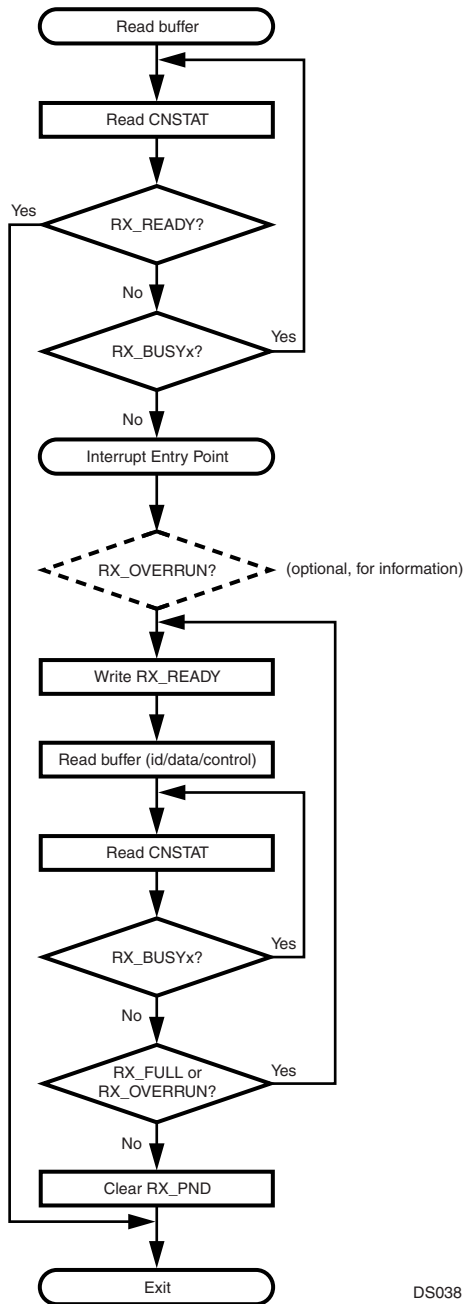 Read buffer
Read CNSTAT
Yes
RX_READY?
No
Yes
RX_BUSYx?
No
Interrupt Entry Point
RX_OVERRUN?
(optional, for information)
Write RX_READY
Read buffer (id/data/control)
Read CNSTAT
Yes
RX_BUSYx?
No
Yes
RX_FULL or
RX_OVERRUN?
No
Clear RX_PND
Exit
DS038